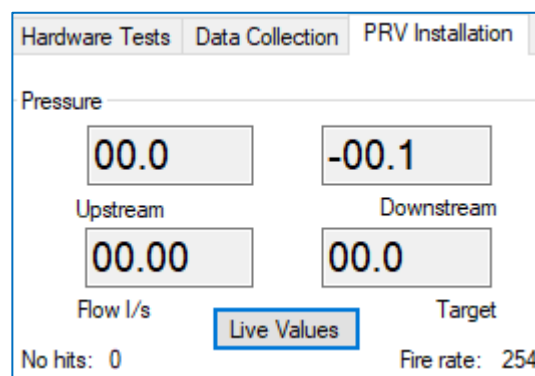 Hardware Tests Data Collection PRV Installation
Pressure
00.0 -00.1
Upstream Downstream
00.00 00.0
Flow l/s Target
Live Values
No hits: 0 Fire rate: 254